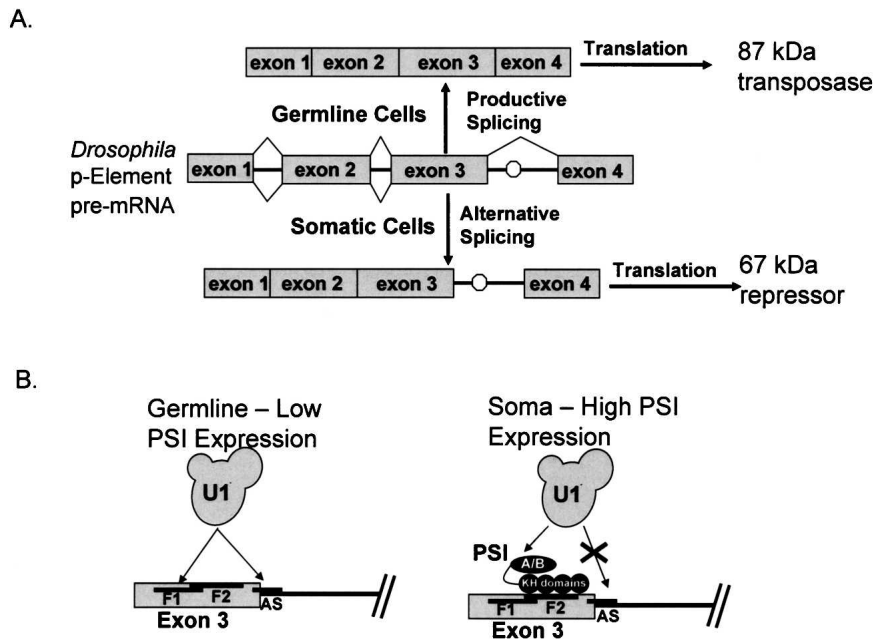 A.
exon 1 exon 2 exon 3 exon 4
Translation
87 kDa
transposase
Germline Cells
Productive
Splicing
Drosophila
p-Element
pre-mRNA
exon 1 exon 2 exon 3 exon 4
Somatic Cells
Alternative
Splicing
exon 1 exon 2 exon 3 exon 4
Translation
67 kDa
repressor
B.
Germline – Low
PSI Expression
U1
F1 F2 AS
Exon 3
Soma – High PSI
Expression
U1
PSI
A/B
KH domains
F1 F2 AS
Exon 3